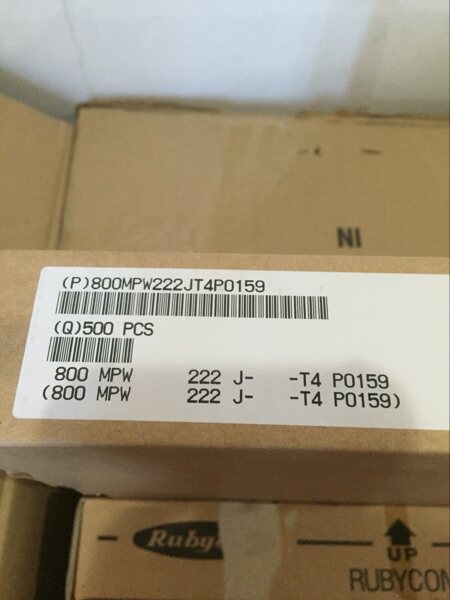 NI
(P)800MPW222JT4P0159
(Q)500 PCS
800 MPW 222 J- -T4 P0159
(800 MPW 222 J- -T4 P0159)
UP
RUBYCON